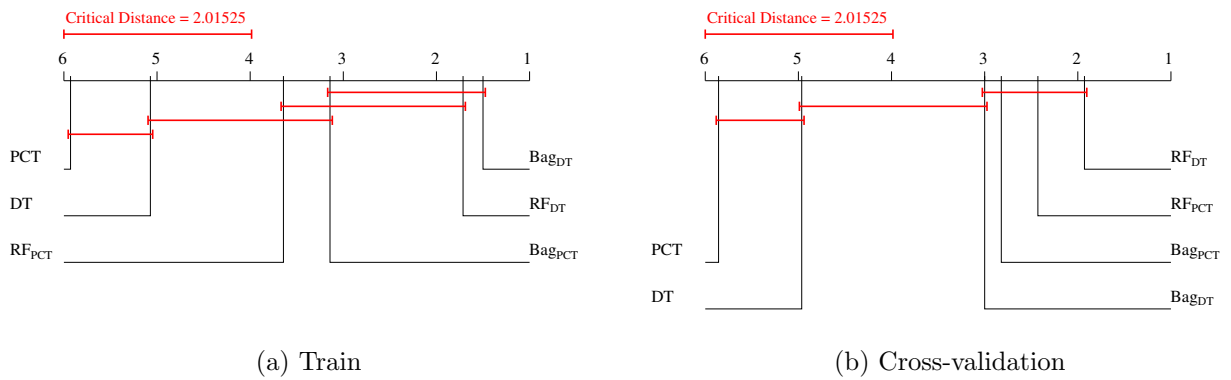 Critical Distance = 2.01525
6 5 4 3 2 1
PCT Bag_DT
DT RF_DT
RF_PCT Bag_PCT
(a) Train
Critical Distance = 2.01525
6 5 4 3 2 1
RF_DT
RF_PCT
PCT Bag_PCT
DT Bag_DT
(b) Cross-validation